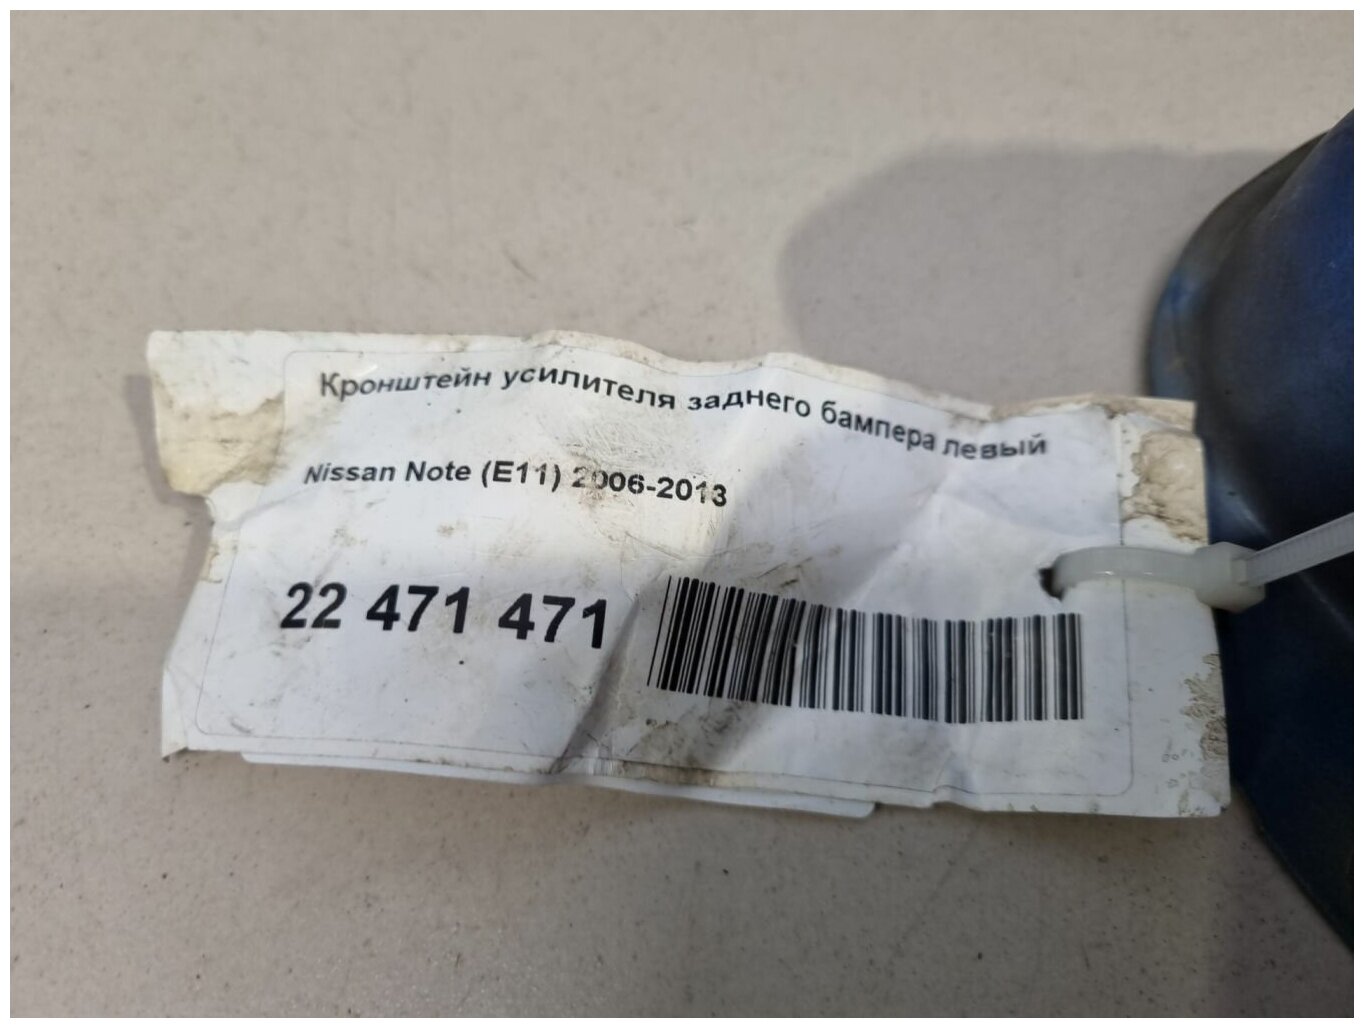 Кронштейн усилителя заднего бампера левый
Nissan Note (E11) 2006-2013
22 471 471